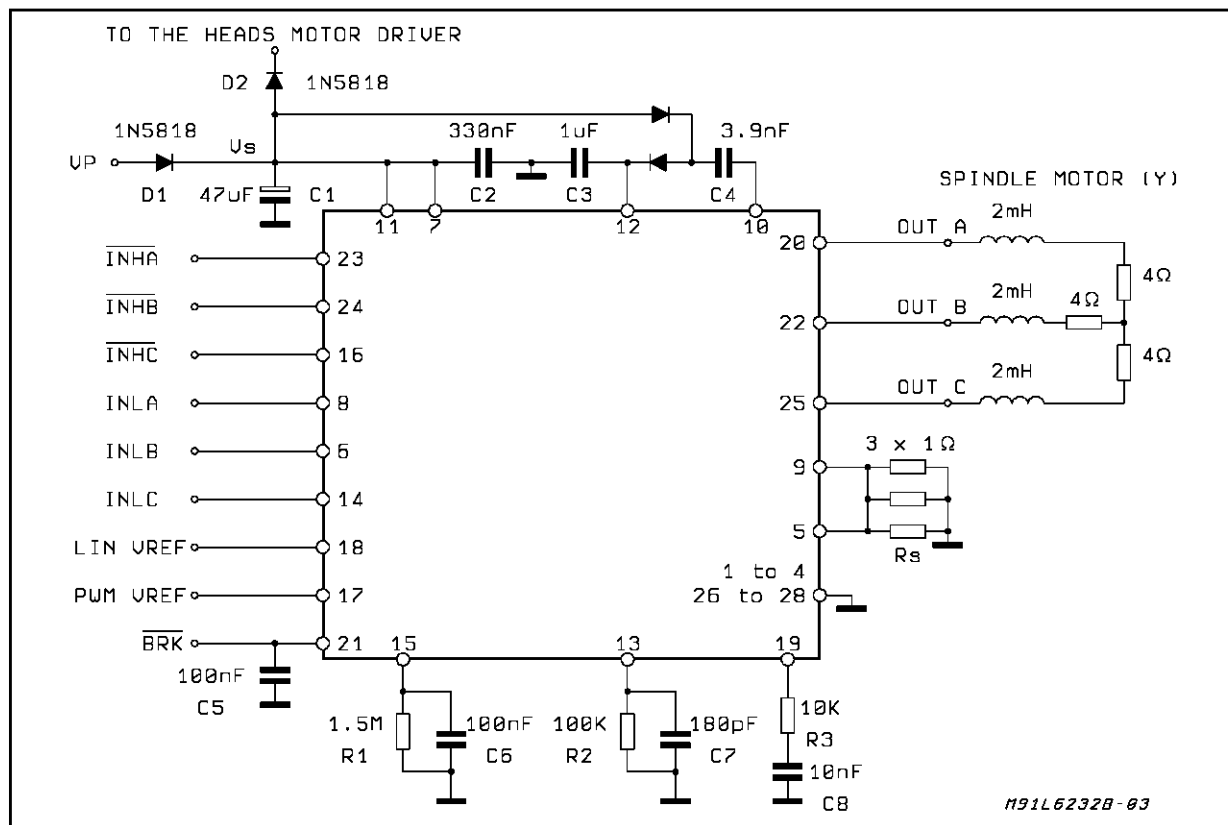 TO THE HEADS MOTOR DRIVER
D2 1N5818
1N5818 330nF 1uF 3.9nF
VP Vs
D1 47uF C1 C2 C3 C4
SPINDLE MOTOR (Y)
11 7 12 10
INHA 23
INHB 24
INHC 16
INLA 8
INLB 6
INLC 14
LIN VREF 18
PWM VREF 17
BRK 21
20 OUT A 2mH
4Ω
22 OUT B 2mH 4Ω
4Ω
25 OUT C 2mH
3 x 1Ω
9
5
Rs
1 to 4
26 to 28
15 13 19
100nF
C5
1.5M 100nF 100K 180pF 10K
R1 C6 R2 C7 R3
10nF
C8
M91L6232B-03